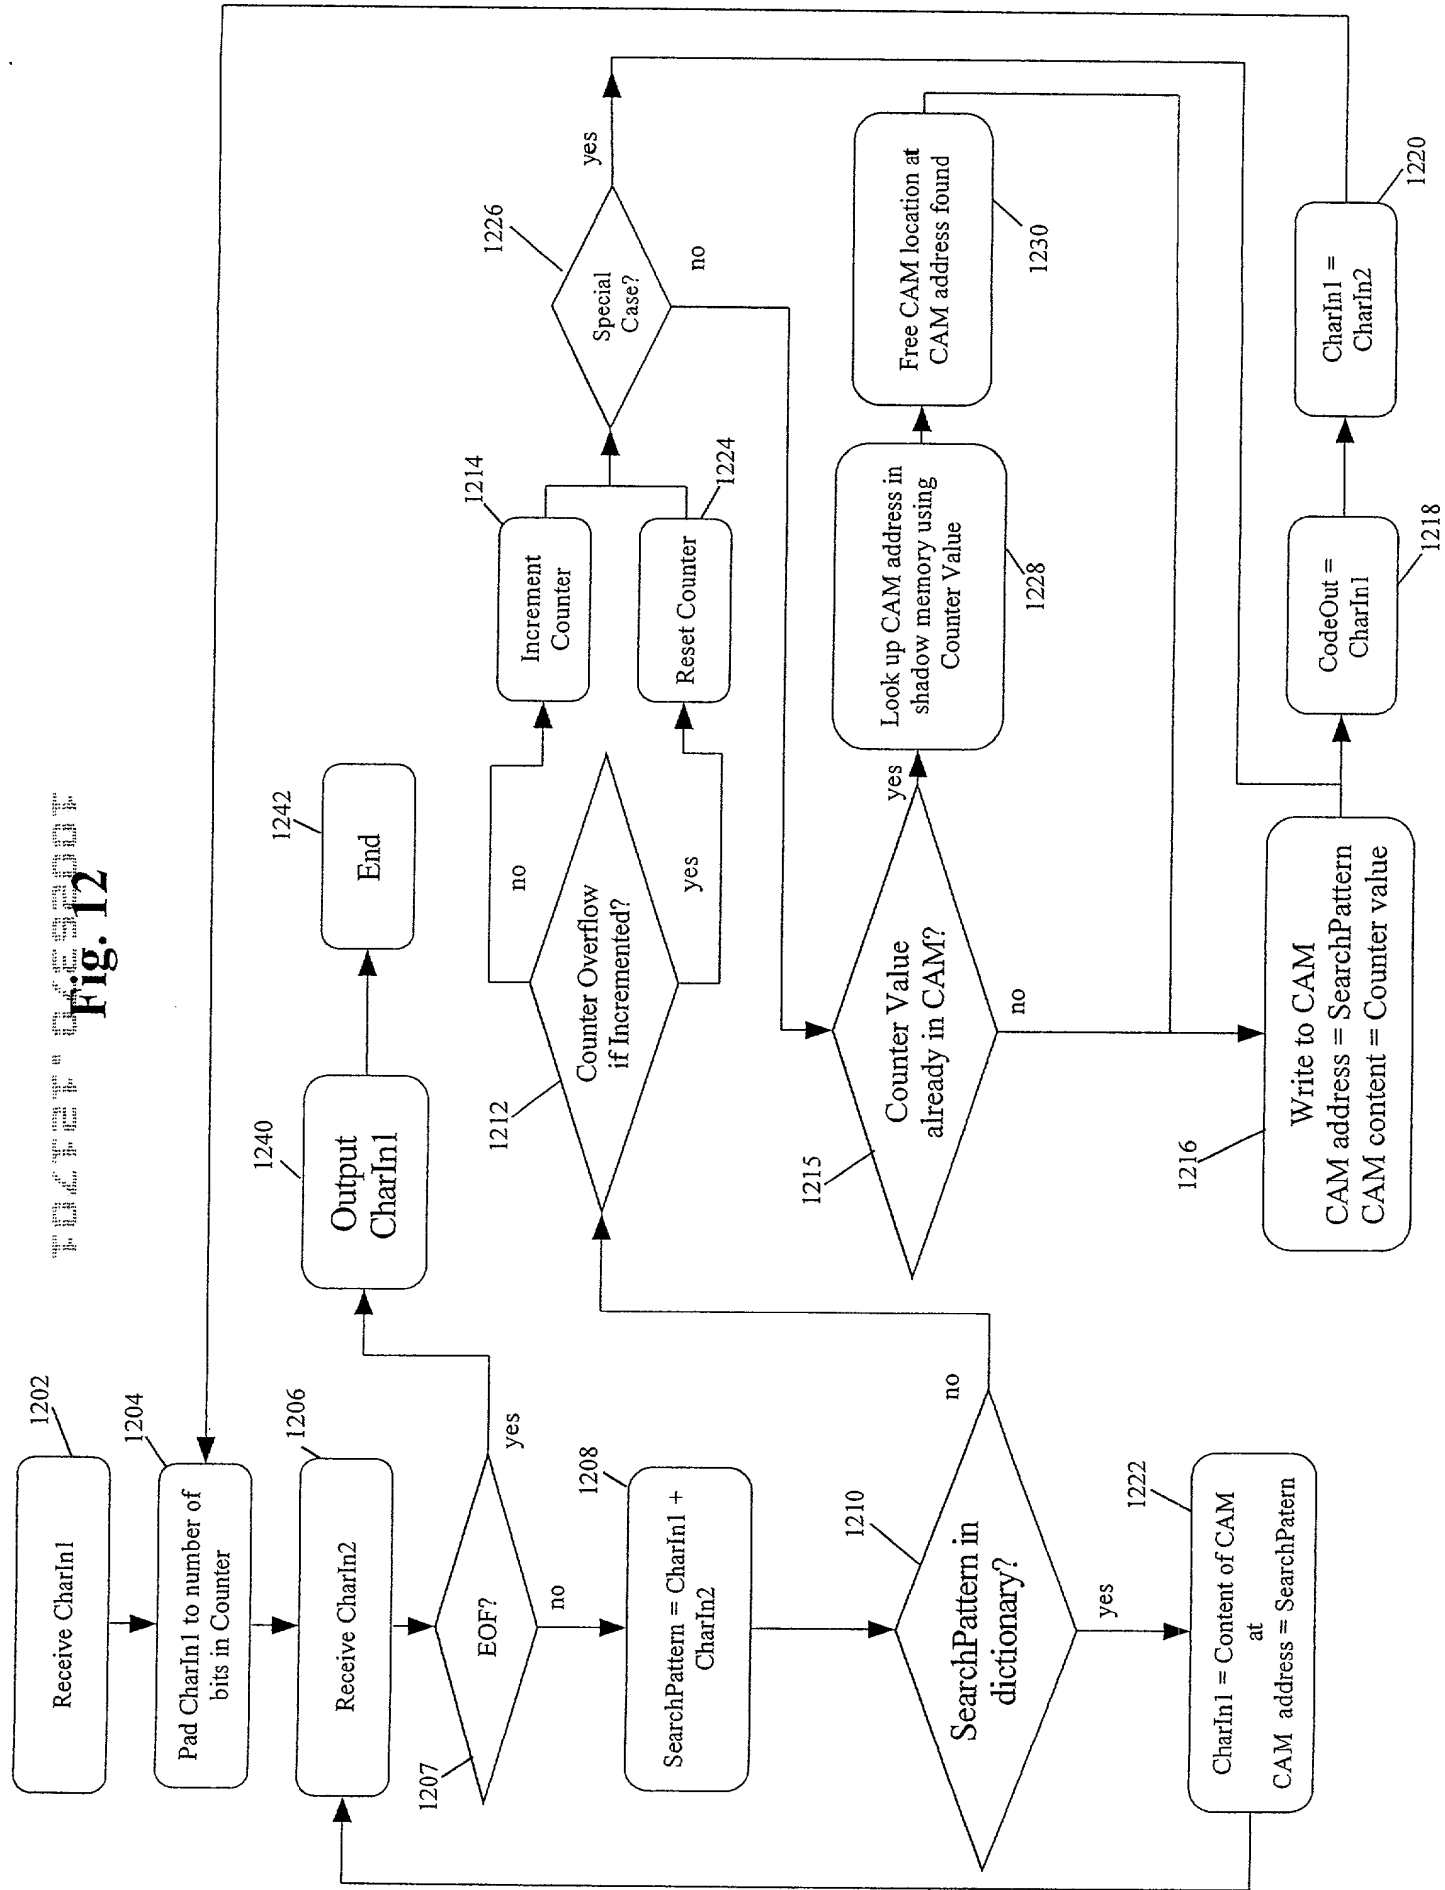 Fig. 12
1202
Receive CharIn1
1204
Pad CharIn1 to number of
bits in Counter
1206
Receive CharIn2
1207
EOF?
yes
no
1240
Output
CharIn1
1242
End
1208
SearchPattern = CharIn1 +
CharIn2
1210
SearchPattern in
dictionary?
no
yes
1222
CharIn1 = Content of CAM
at
CAM address = SearchPatern
1212
Counter Overflow
if Incremented?
no
yes
1214
Increment
Counter
1224
Reset Counter
1226
Special
Case?
yes
no
1215
Counter Value
already in CAM?
yes
no
1228
Look up CAM address in
shadow memory using
Counter Value
1230
Free CAM location at
CAM address found
1216
Write to CAM
CAM address = SearchPattern
CAM content = Counter value
1218
CodeOut =
CharIn1
1220
CharIn1 =
CharIn2